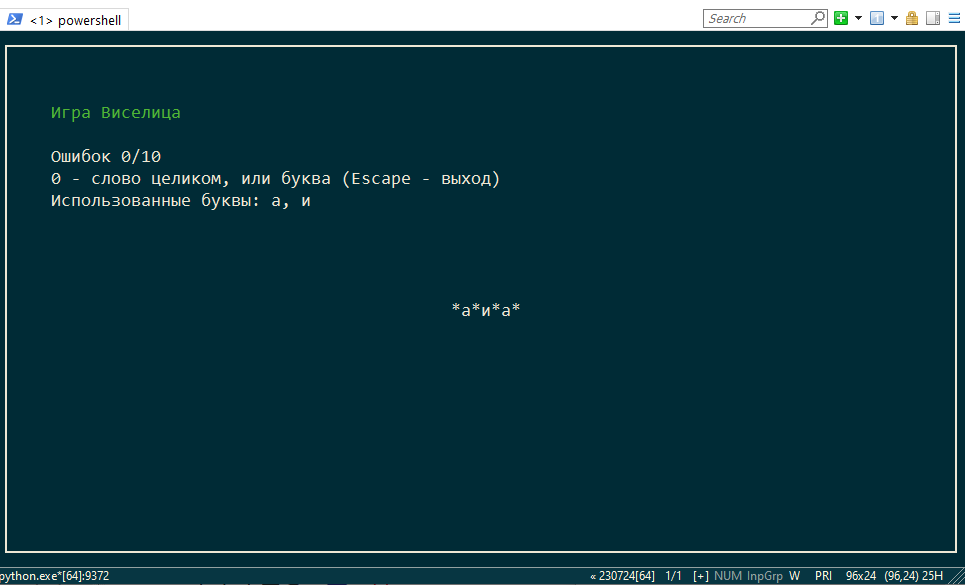 <1> powershell
Search
Игра Виселица
Ошибок 0/10
0 - слово целиком, или буква (Escape - выход)
Использованные буквы: а, и
*а*и*а*
python.exe*[64]:9372
« 230724[64] 1/1 [+] NUM InpGrp W PRI 96x24 (96,24) 25H